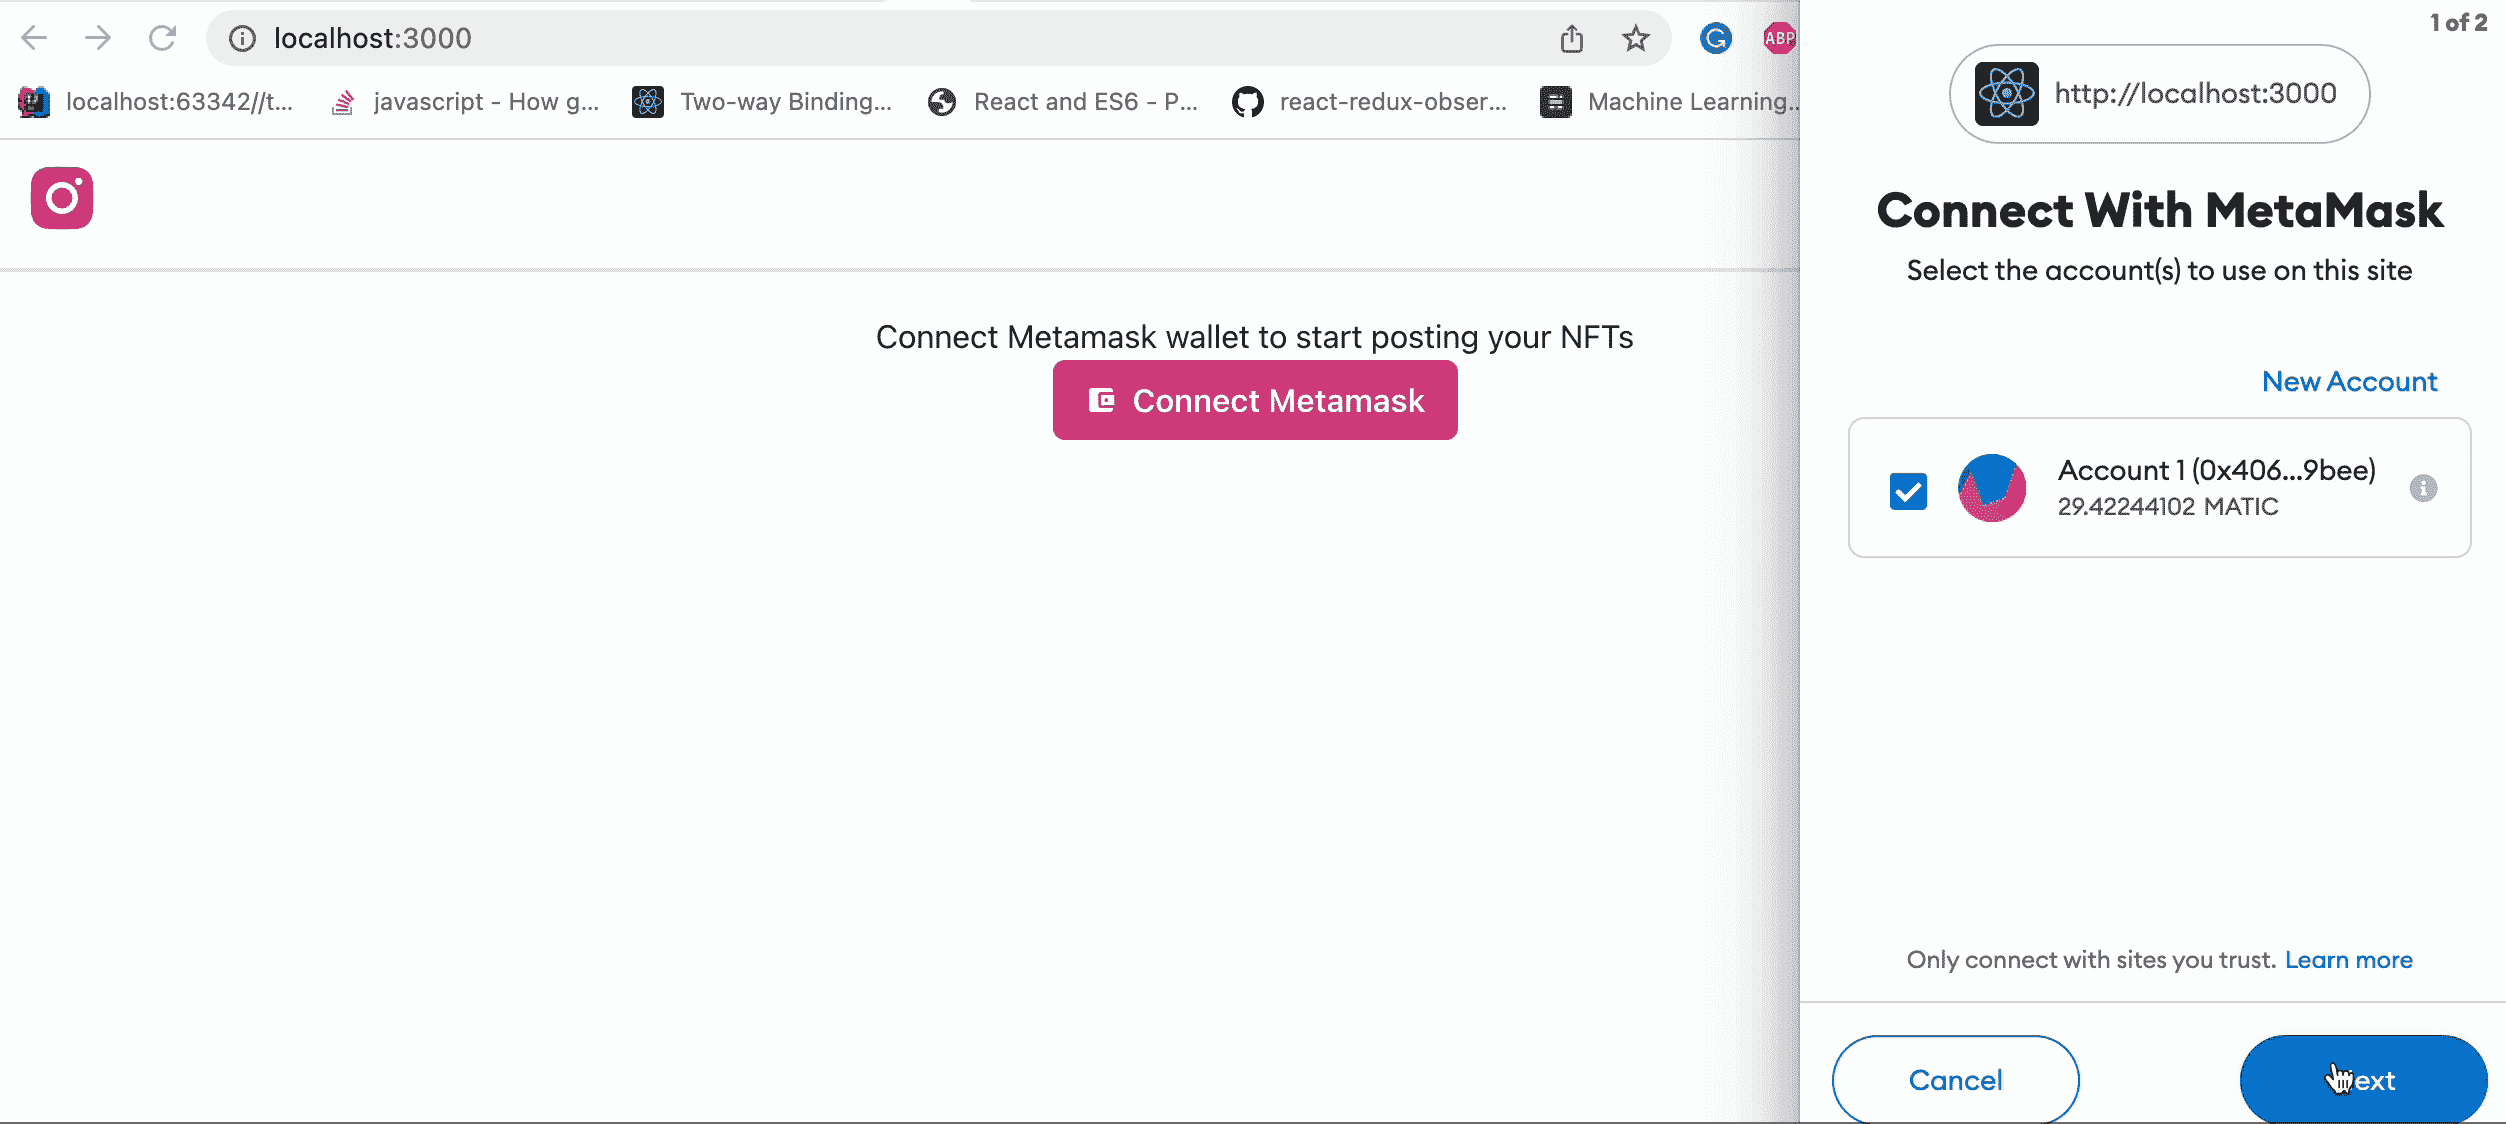 localhost:3000
ABP
localhost:63342//t...
javascript - How g...
Two-way Binding...
React and ES6 - P...
react-redux-obser...
Machine Learning...
Connect Metamask wallet to start posting your NFTs
Connect Metamask
1 of 2
http://localhost:3000
Connect With MetaMask
Select the account(s) to use on this site
New Account
Account 1 (0x406...9bee)
29.42244102 MATIC
Only connect with sites you trust. Learn more
Cancel